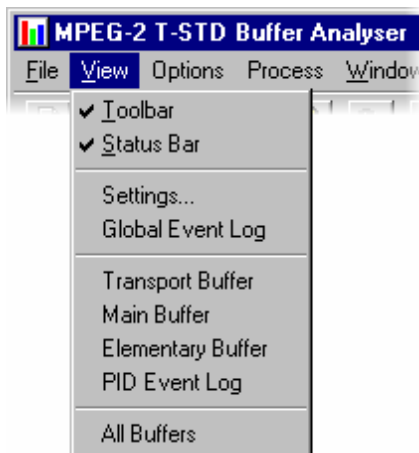 MPEG-2 T-STD Buffer Analyser
File View Options Process Window
Toolbar
Status Bar
Settings...
Global Event Log
Transport Buffer
Main Buffer
Elementary Buffer
PID Event Log
All Buffers